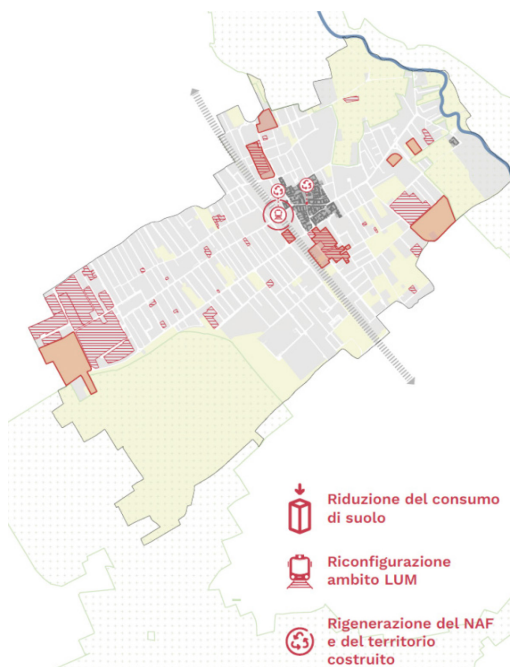 Riduzione del consumo
di suolo
Riconfigurazione
ambito LUM
Rigenerazione del NAF
e del territorio
costruito